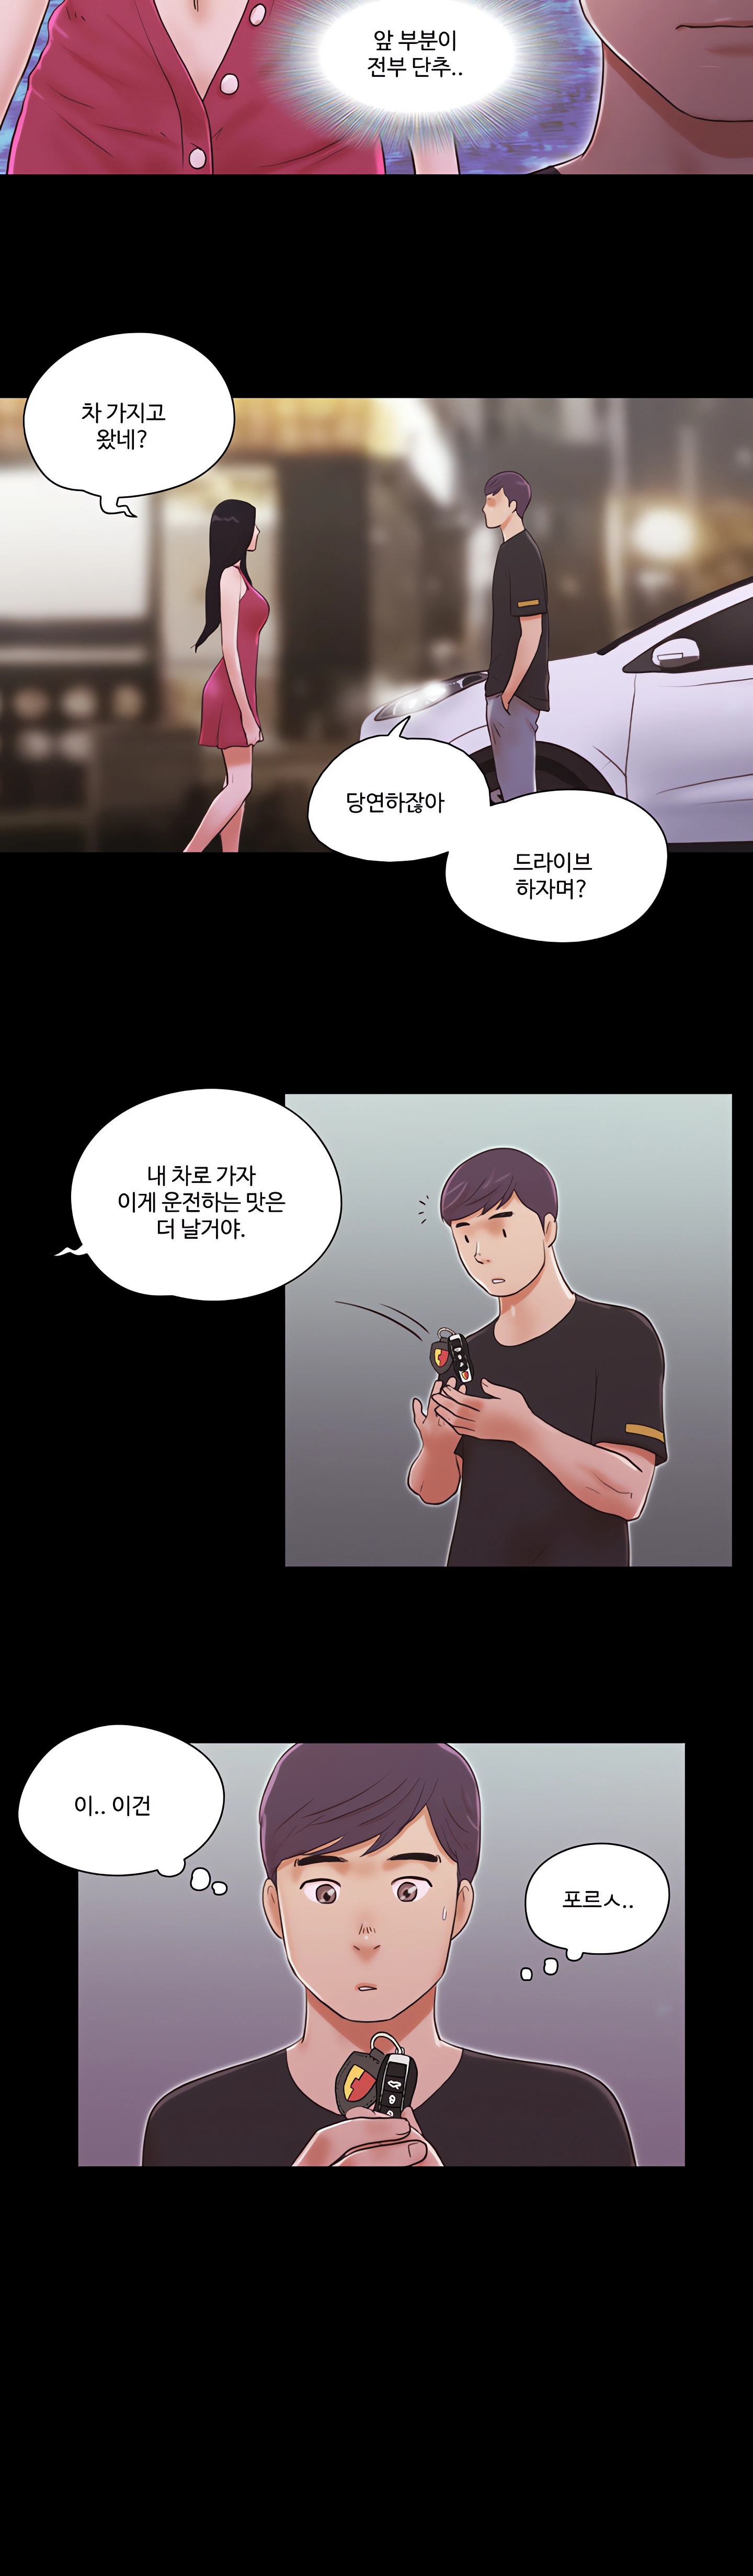 앞 부분이
전부 단추..
차 가지고
왔네?
당연하잖아
드라이브
하자며?
내 차로 가자
이게 운전하는 맛은
더 날거야.
이.. 이건
포르ㅅ..